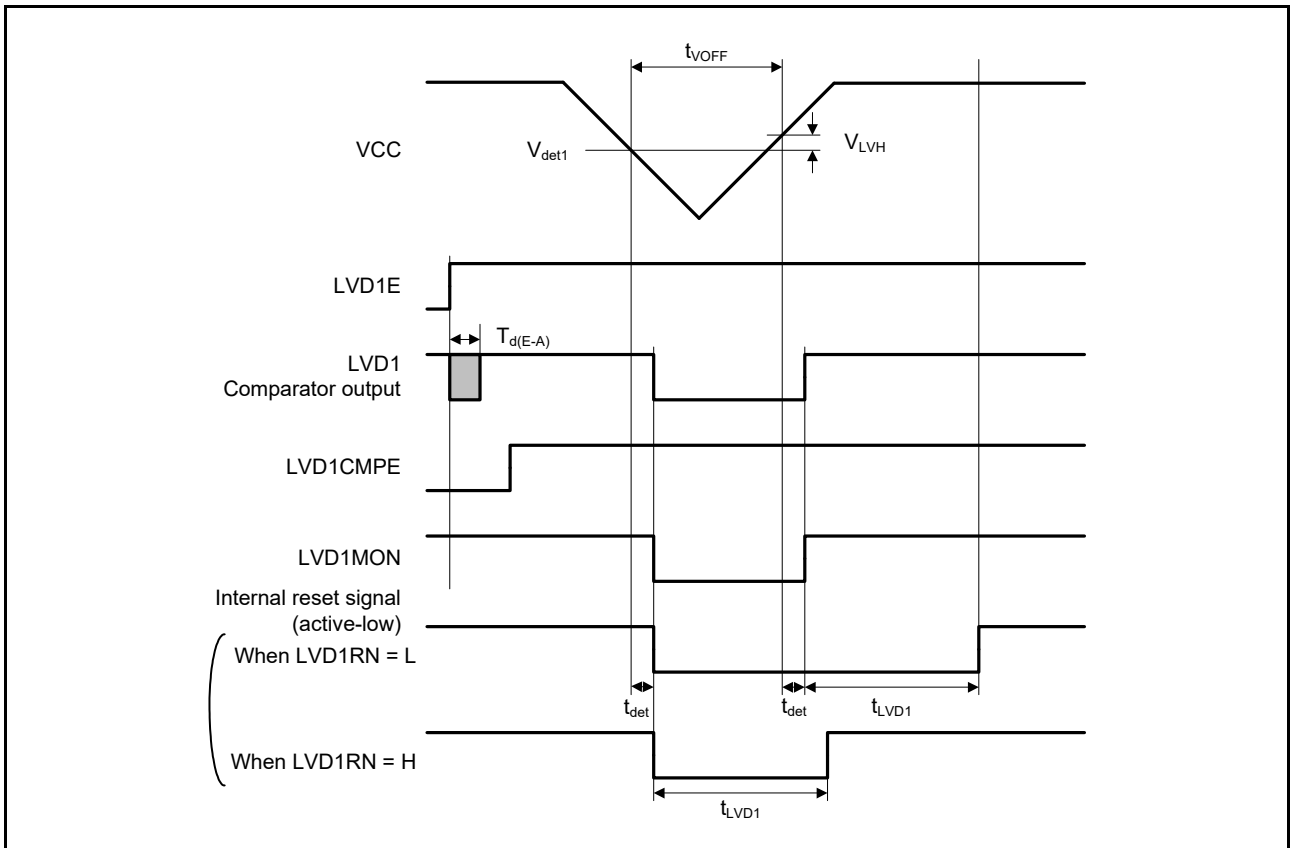 tVOFF
VCC
Vdet1
VLVH
LVD1E
Td(E-A)
LVD1
Comparator output
LVD1CMPE
LVD1MON
Internal reset signal
(active-low)
When LVD1RN = L
tdet
tdet
tLVD1
When LVD1RN = H
tLVD1